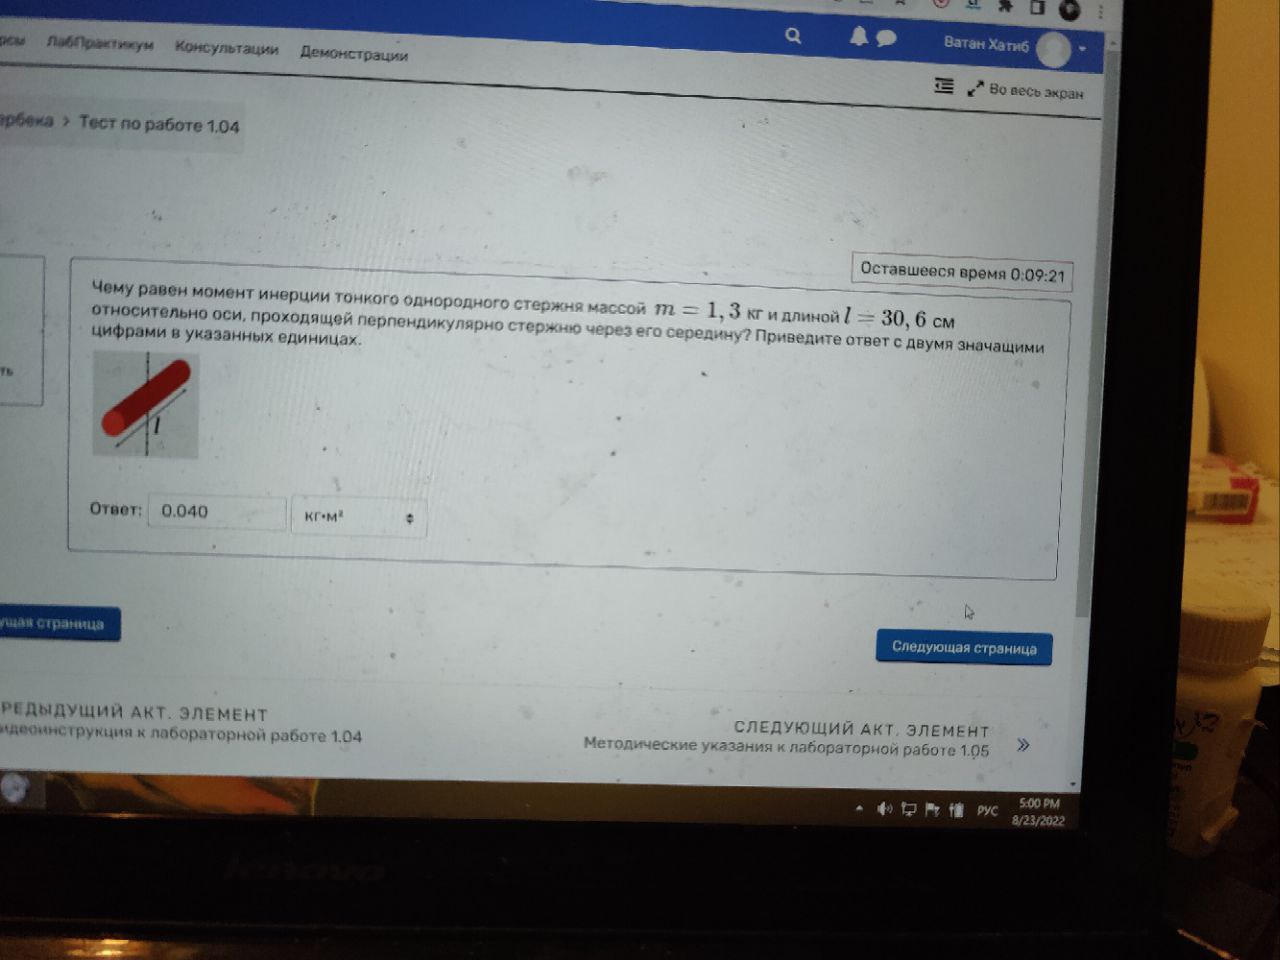 ЛабПрактикум Консультации Демонстрации
Ватан Хатиб
Во весь экран
> Тест по работе 1.04
Оставшееся время 0:09:21
Чему равен момент инерции тонкого однородного стержня массой m = 1, 3 кг и длиной l = 30, 6 см
относительно оси, проходящей перпендикулярно стержню через его середину? Приведите ответ с двумя значащими
цифрами в указанных единицах.
ть
l
Ответ: 0.040 кг•м²
ущая страница
Следующая страница
РЕДЫДУЩИЙ АКТ. ЭЛЕМЕНТ
идеоинструкция к лабораторной работе 1.04
СЛЕДУЮЩИЙ АКТ. ЭЛЕМЕНТ
Методические указания к лабораторной работе 1.05
РУС
5:00 PM
8/23/2022
lenovo